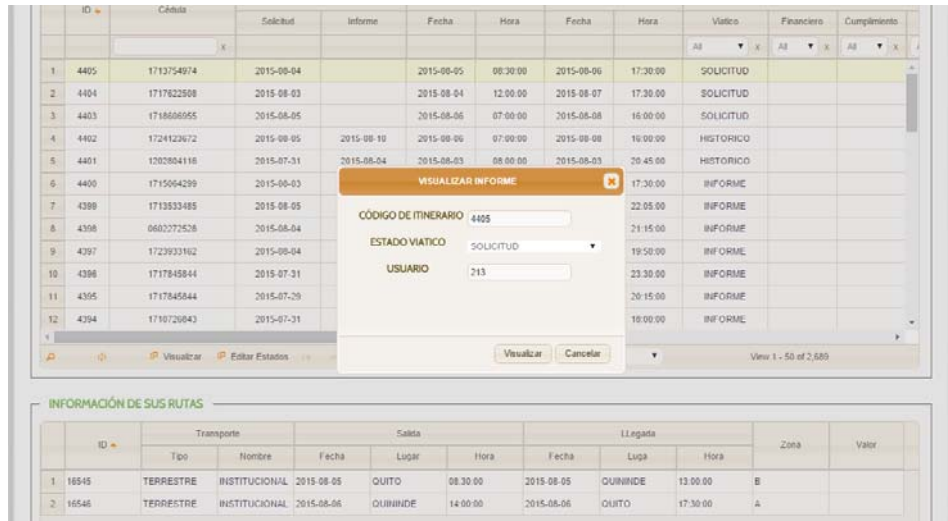 ID Cédula
Solicitud Informe Fecha Hora Fecha Hora Viatico Financiero Cumplimiento
x All x All x All x
1 4405 1713754974 2015-08-04 2015-08-05 08:30:00 2015-08-06 17:30:00 SOLICITUD
2 4404 1717622508 2015-08-03 2015-08-04 12:00:00 2015-08-07 17:30:00 SOLICITUD
3 4403 1718606955 2015-08-05 2015-08-06 07:00:00 2015-08-08 16:00:00 SOLICITUD
4 4402 1724123672 2015-08-05 2015-08-10 2015-08-06 07:00:00 2015-08-08 16:00:00 HISTORICO
5 4401 1202804116 2015-07-31 2015-08-04 2015-08-03 08:00:00 2015-08-03 20:45:00 HISTORICO
6 4400 1715064299 2015-08-03 17:30:00 INFORME
7 4399 1713533485 2015-08-05 22:05:00 INFORME
8 4398 0602272528 2015-08-04 21:15:00 INFORME
9 4397 1723933162 2015-08-04 19:50:00 INFORME
10 4396 1717845844 2015-07-31 23:30:00 INFORME
11 4395 1717845844 2015-07-29 20:15:00 INFORME
12 4394 1710726843 2015-07-31 18:00:00 INFORME
VISUALIZAR INFORME
CÓDIGO DE ITINERARIO 4405
ESTADO VIATICO SOLICITUD
USUARIO 213
Visualizar Cancelar
Visualizar Editar Estados View 1 - 50 of 2,689
INFORMACIÓN DE SUS RUTAS
ID Transporte Salida LLegada Zona Valor
Tipo Nombre Fecha Lugar Hora Fecha Luga Hora
1 16545 TERRESTRE INSTITUCIONAL 2015-08-05 QUITO 08:30:00 2015-08-05 QUININDE 13:00:00 B
2 16546 TERRESTRE INSTITUCIONAL 2015-08-06 QUININDE 14:00:00 2015-08-06 QUITO 17:30:00 A